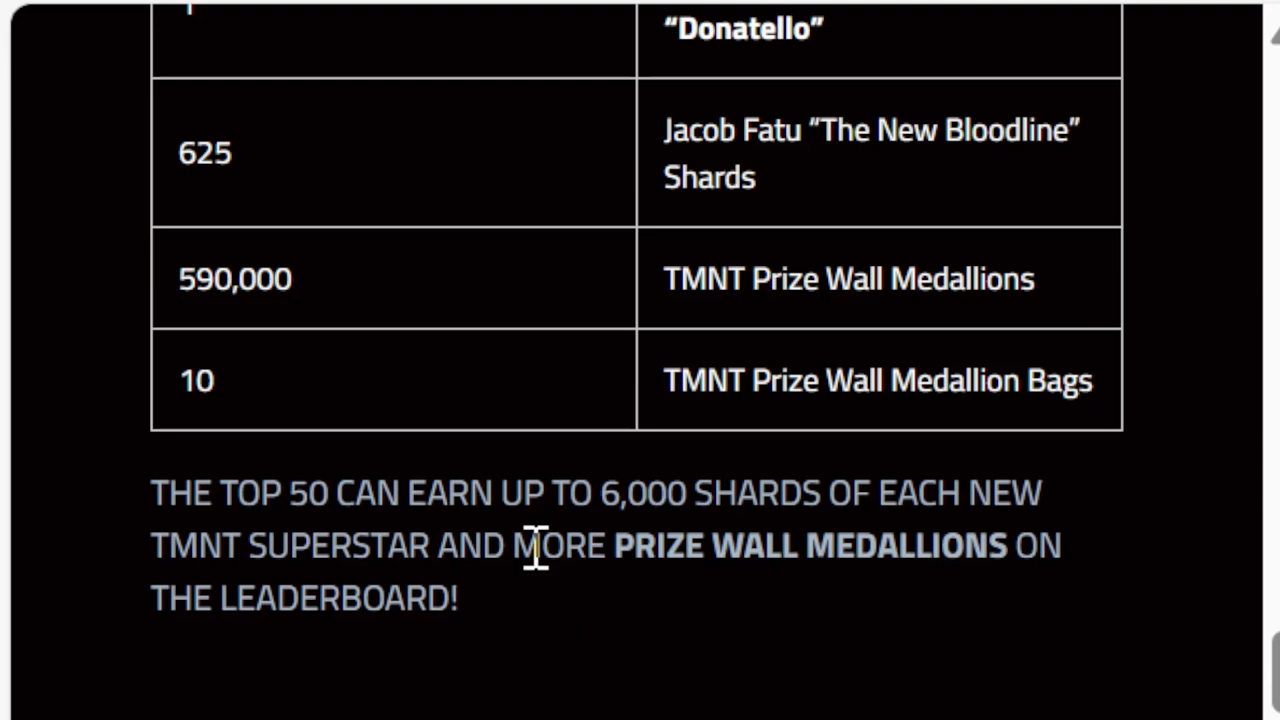 “Donatello”
625
Jacob Fatu “The New Bloodline”
Shards
590,000
TMNT Prize Wall Medallions
10
TMNT Prize Wall Medallion Bags
THE TOP 50 CAN EARN UP TO 6,000 SHARDS OF EACH NEW
TMNT SUPERSTAR AND MORE PRIZE WALL MEDALLIONS ON
THE LEADERBOARD!